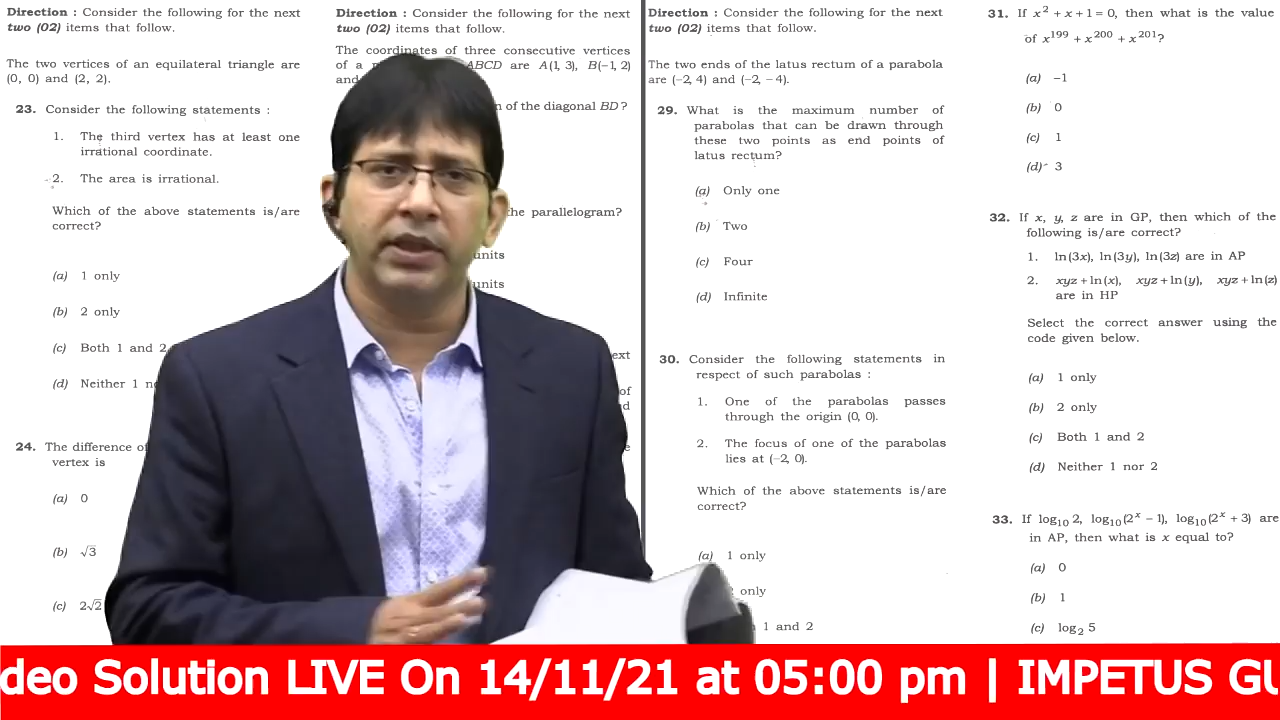 Direction : Consider the following for the next
two (02) items that follow.
The two vertices of an equilateral triangle are
(0, 0) and (2, 2).
23. Consider the following statements :
1. The third vertex has at least one
irrational coordinate.
2. The area is irrational.
Which of the above statements is/are
correct?
(a) 1 only
(b) 2 only
(c) Both 1 and 2
(d) Neither 1
24. The difference of
vertex is
(a) 0
(b) √3
(c) 2√2
Direction : Consider the following for the next
two (02) items that follow.
The coordinates of three consecutive vertices
of a ABCD are A(1, 3), B(−1, 2)
and
of the diagonal BD?
the parallelogram?
units
units
ext
of
Direction : Consider the following for the next
two (02) items that follow.
The two ends of the latus rectum of a parabola
are (−2, 4) and (−2, −4).
29. What is the maximum number of
parabolas that can be drawn through
these two points as end points of
latus rectum?
(a) Only one
(b) Two
(c) Four
(d) Infinite
30. Consider the following statements in
respect of such parabolas :
1. One of the parabolas passes
through the origin (0, 0).
2. The focus of one of the parabolas
lies at (−2, 0).
Which of the above statements is/are
correct?
(a) 1 only
only
1 and 2
31. If x² + x + 1 = 0, then what is the value
of x¹⁹⁹ + x²⁰⁰ + x²⁰¹?
(a) −1
(b) 0
(c) 1
(d) 3
32. If x, y, z are in GP, then which of the
following is/are correct?
1. ln(3x), ln(3y), ln(3z) are in AP
2. xyz + ln(x), xyz + ln(y), xyz + ln(z)
are in HP
Select the correct answer using the
code given below.
(a) 1 only
(b) 2 only
(c) Both 1 and 2
(d) Neither 1 nor 2
33. If log₁₀ 2, log₁₀(2ˣ − 1), log₁₀(2ˣ + 3) are
in AP, then what is x equal to?
(a) 0
(b) 1
(c) log₂ 5
deo Solution LIVE On 14/11/21 at 05:00 pm | IMPETUS GU